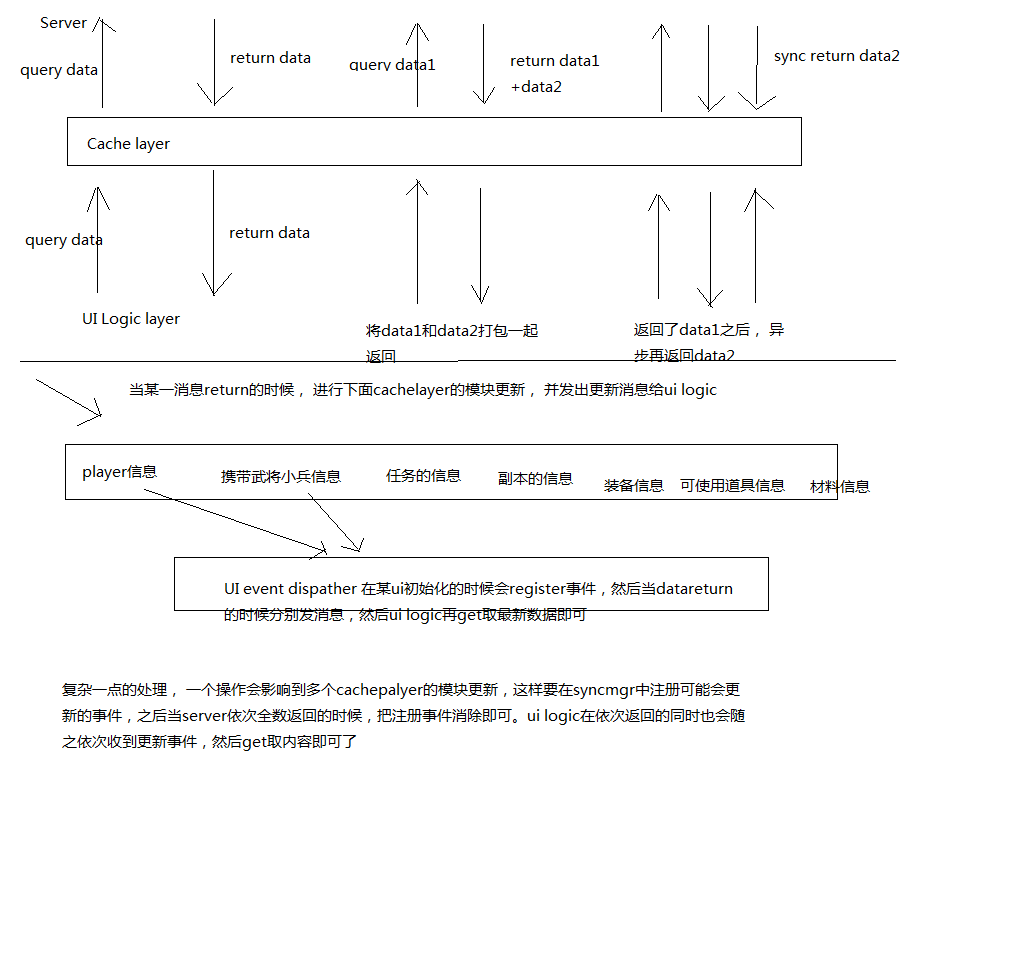 Server
query data
return data
query data1
return data1
+data2
sync return data2
Cache layer
query data
return data
UI Logic layer
将data1和data2打包一起
返回
返回了data1之后，异
步再返回data2
当某一消息return的时候，进行下面cachelayer的模块更新，并发出更新消息给ui logic
player信息
携带武将小兵信息
任务的信息
副本的信息
装备信息
可使用道具信息
材料信息
UI event dispather 在某ui初始化的时候会register事件，然后当datareturn
的时候分别发消息，然后ui logic再get取最新数据即可
复杂一点的处理，一个操作会影响到多个cachepalyer的模块更新，这样要在syncmgr中注册可能会更
新的事件，之后当server依次全数返回的时候，把注册事件消除即可。ui logic在依次返回的同时也会随
之依次收到更新事件，然后get取内容即可了